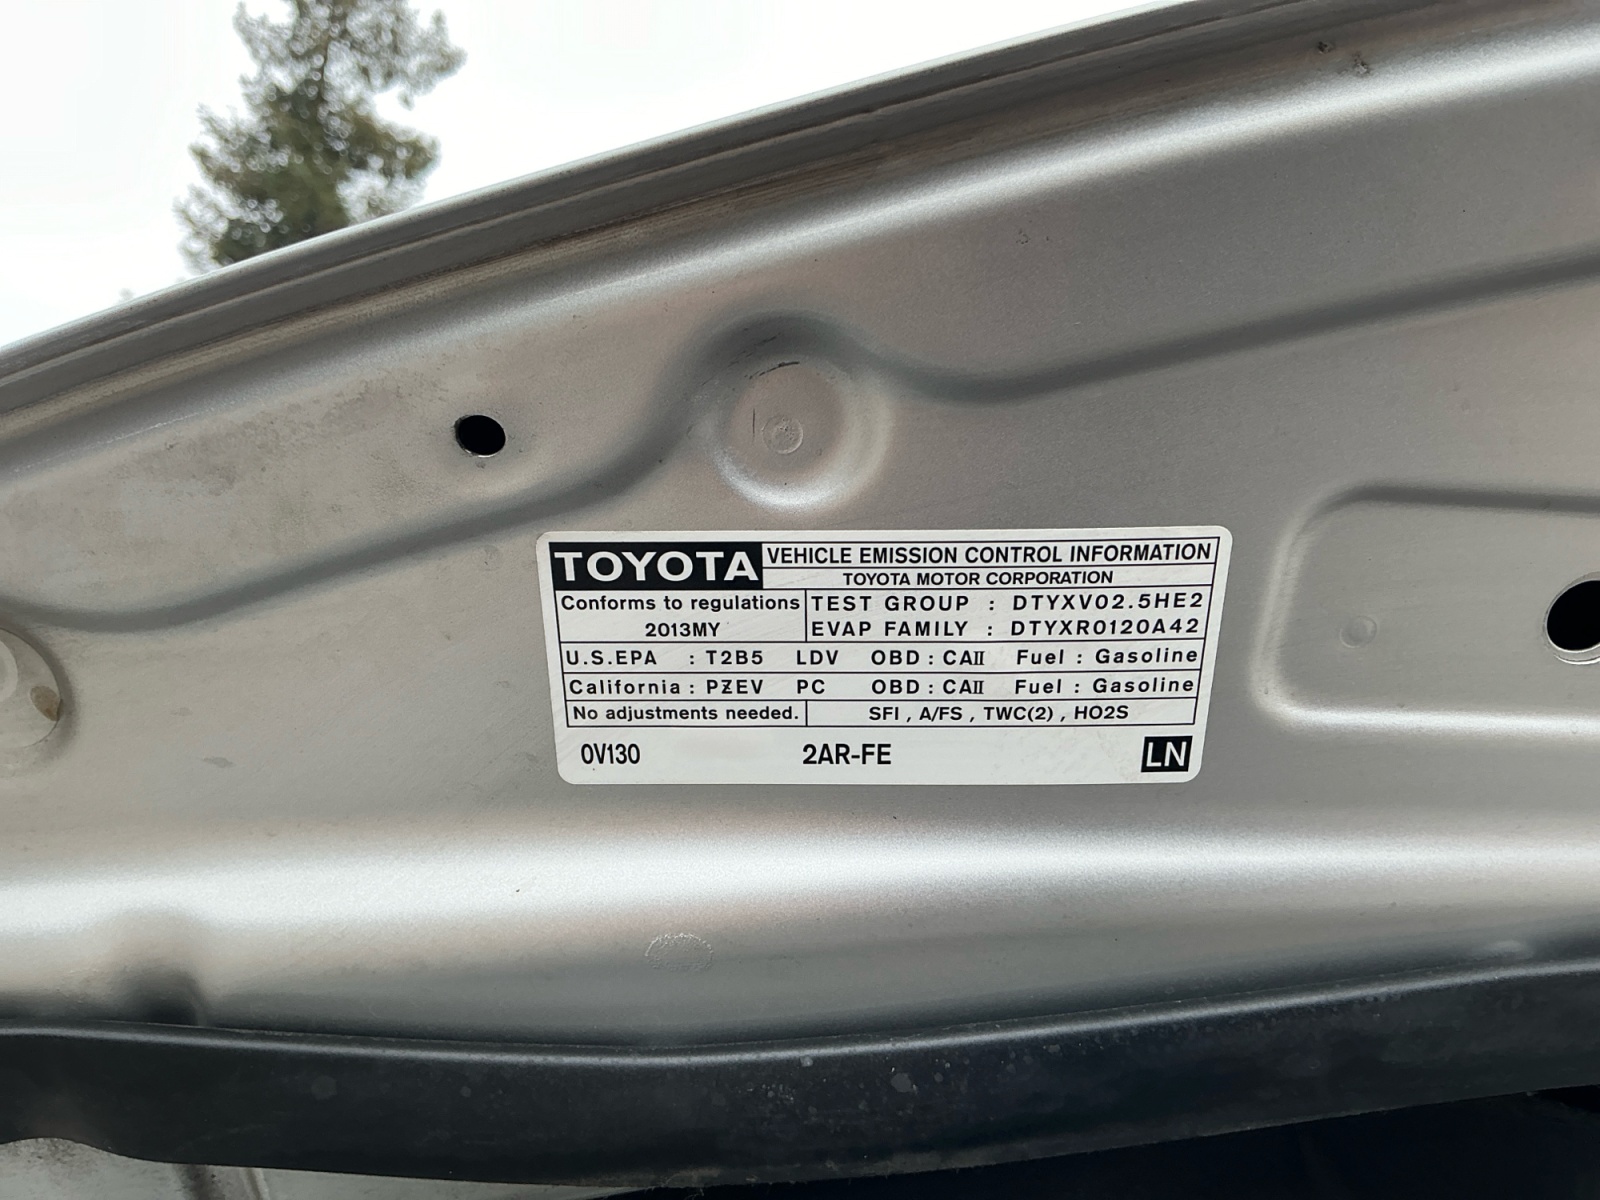 TOYOTA VEHICLE EMISSION CONTROL INFORMATION
TOYOTA MOTOR CORPORATION
Conforms to regulations TEST GROUP : DTYXV02.5HE2
2013MY EVAP FAMILY : DTYXR0120A42
U.S.EPA : T2B5 LDV OBD : CAII Fuel : Gasoline
California : PZEV PC OBD : CAII Fuel : Gasoline
No adjustments needed. SFI , A/FS , TWC(2) , HO2S
0V130 2AR-FE LN